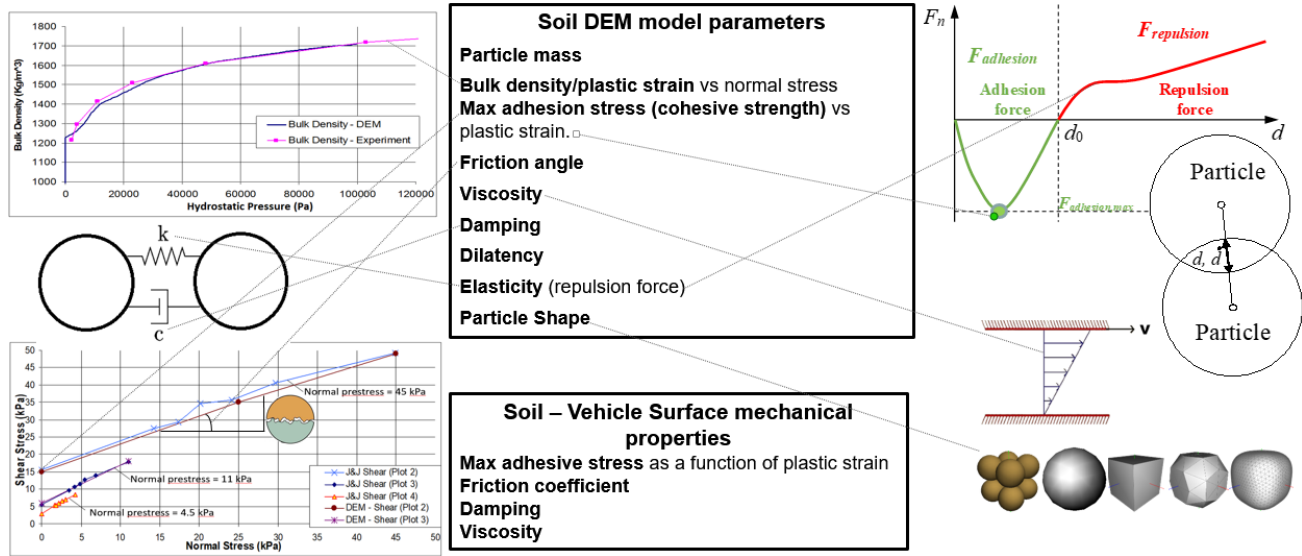 1800
1700
1600
1500
1400
1300
1200
1100
1000
Bulk Density (Kg/m^3)
Bulk Density - DEM
Bulk Density - Experiment
0 20000 40000 60000 80000 100000 120000
Hydrostatic Pressure (Pa)
k
c
50
45
40
35
30
25
20
15
10
5
0
Shear Stress (kPa)
Normal prestress = 45 kPa
Normal prestress = 11 kPa
Normal prestress = 4.5 kPa
J&J Shear (Plot 2)
J&J Shear (Plot 3)
J&J Shear (Plot 4)
DEM - Shear (Plot 2)
DEM - Shear (Plot 3)
0 5 10 15 20 25 30 35 40 45 50
Normal Stress (kPa)
Soil DEM model parameters
Particle mass
Bulk density/plastic strain vs normal stress
Max adhesion stress (cohesive strength) vs
plastic strain.
Friction angle
Viscosity
Damping
Dilatency
Elasticity (repulsion force)
Particle Shape
Soil – Vehicle Surface mechanical
properties
Max adhesive stress as a function of plastic strain
Friction coefficient
Damping
Viscosity
Fn
Frepulsion
Fadhesion
Adhesion
force
Repulsion
force
d0
d
Fadhesion max
Particle
d, d
Particle
v